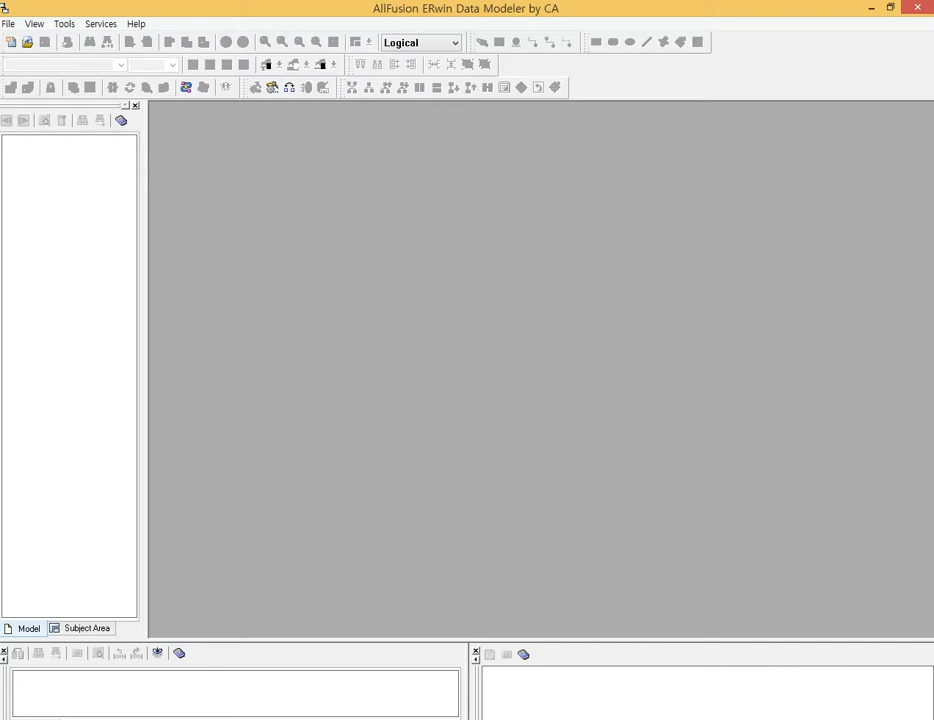 AllFusion ERwin Data Modeler by CA
File View Tools Services Help
Logical
Model Subject Area